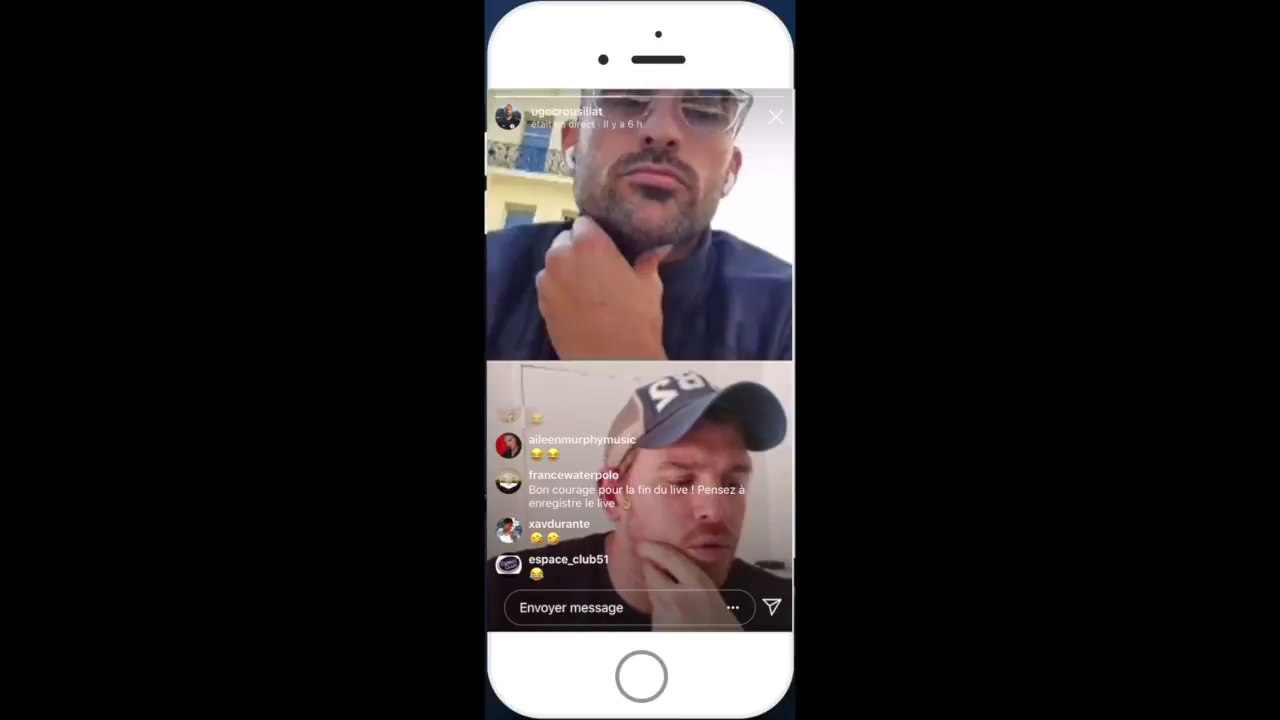 ugocrousillat
était en direct · Il y a 6 h
aileenmurphymusic
😂 😂
francewaterpolo
Bon courage pour la fin du live ! Pensez à
enregistre le live 👌
xavdurante
🤣 🤣
espace_club51
😂
Envoyer message